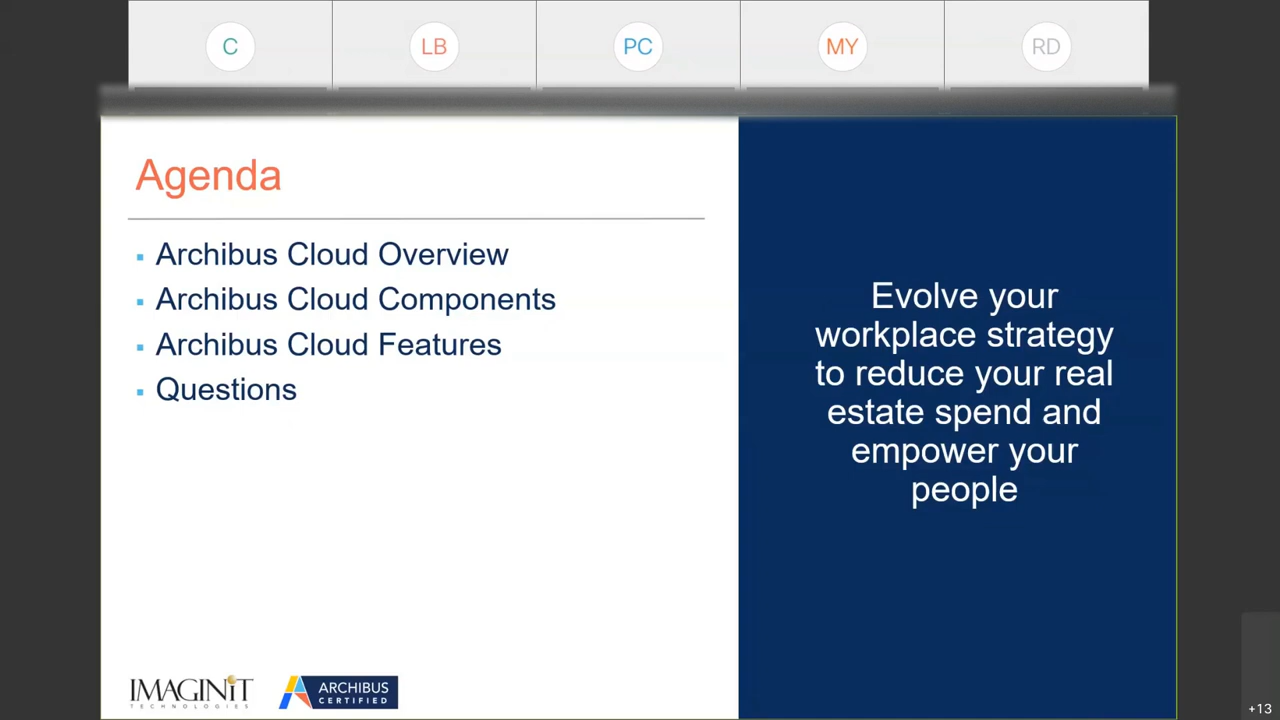 C
LB
PC
MY
RD
Agenda
▪ Archibus Cloud Overview
▪ Archibus Cloud Components
▪ Archibus Cloud Features
▪ Questions
Evolve your
workplace strategy
to reduce your real
estate spend and
empower your
people
IMAGINiT
TECHNOLOGIES
ARCHIBUS
CERTIFIED
+13